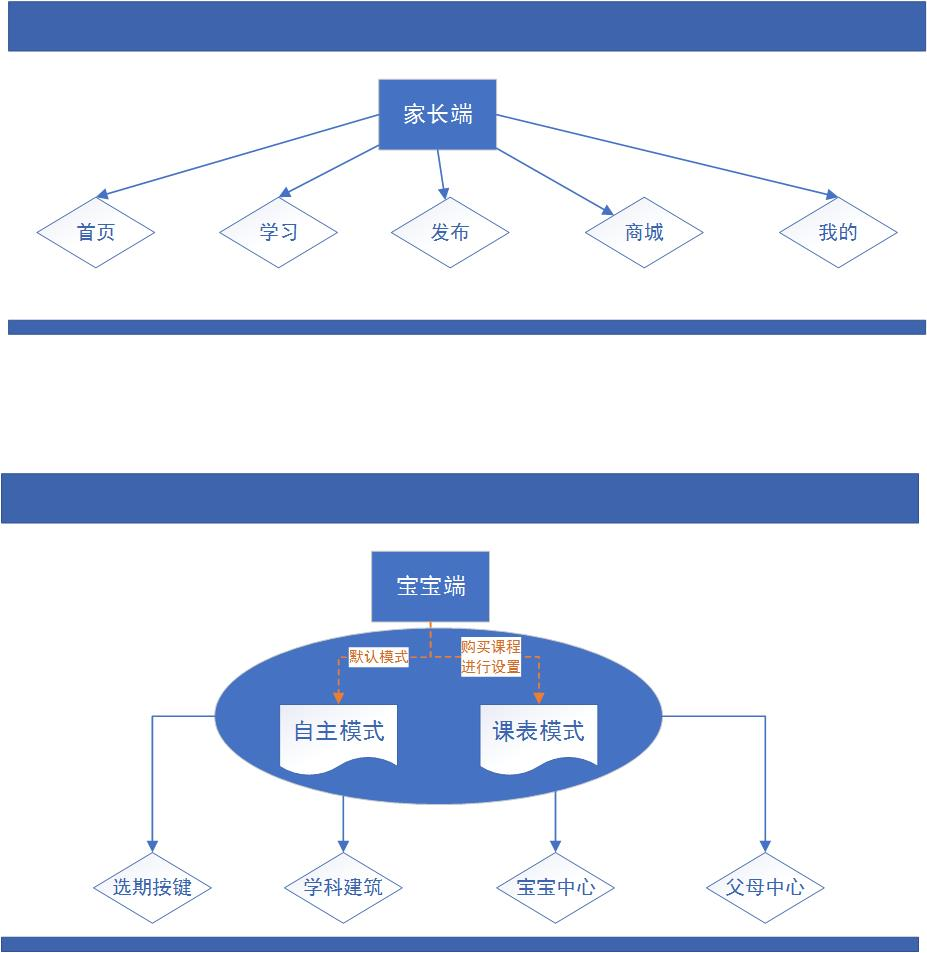 家长端
首页
学习
发布
商城
我的
宝宝端
默认模式
购买课程
进行设置
自主模式
课表模式
选期按键
学科建筑
宝宝中心
父母中心